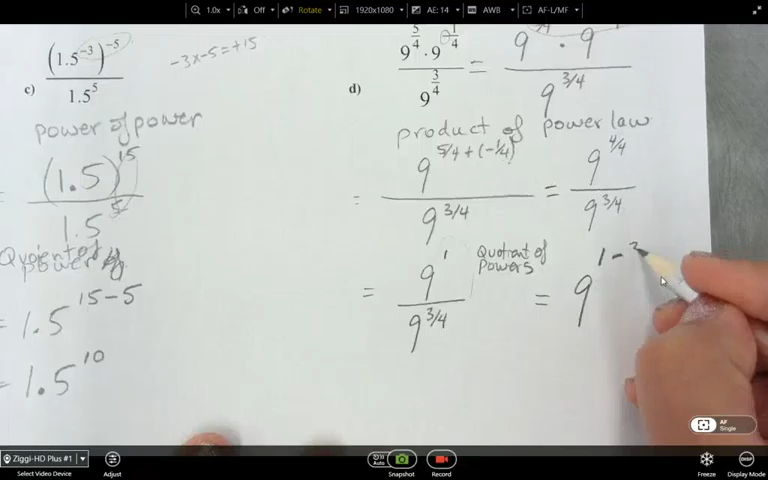 1.0x Off Rotate 1920x1080 AE: 14 AWB AF-L/MF
c) (1.5^-3)^-5 / 1.5^5
-3x-5=+15
power of power
= (1.5)^15 / 1.5^5
Quotient of
power
= 1.5^15-5
= 1.5^10
d) 9^5/4 · 9^-1/4 / 9^3/4 = 9 · 9 / 9^3/4
product of power law
= 9^5/4+(-1/4) / 9^3/4 = 9^4/4 / 9^3/4
= 9^1 / 9^3/4
Quotient of
Powers
= 9^1-3
AF
Single
Ziggi-HD Plus #1
Select Video Device
Adjust
Auto
Snapshot
Record
Freeze
DISP
Display Mode